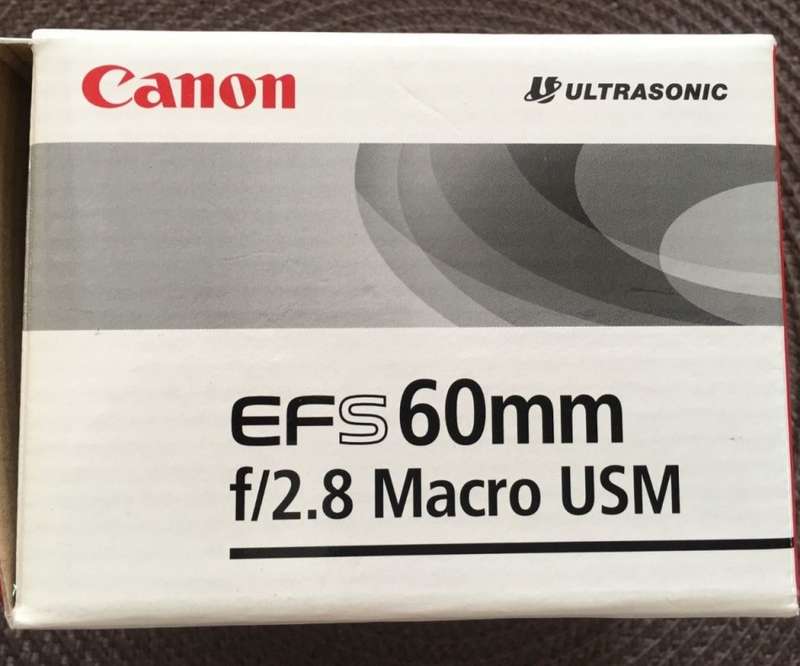 Canon
ULTRASONIC
EFS 60mm
f/2.8 Macro USM